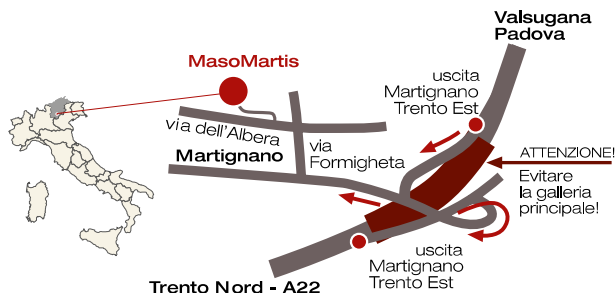 Valsugana
Padova
MasoMartis
uscita
Martignano
Trento Est
via dell'Albera
via
Formigheta
Martignano
ATTENZIONE!
Evitare
la galleria
principale!
uscita
Martignano
Trento Est
Trento Nord - A22